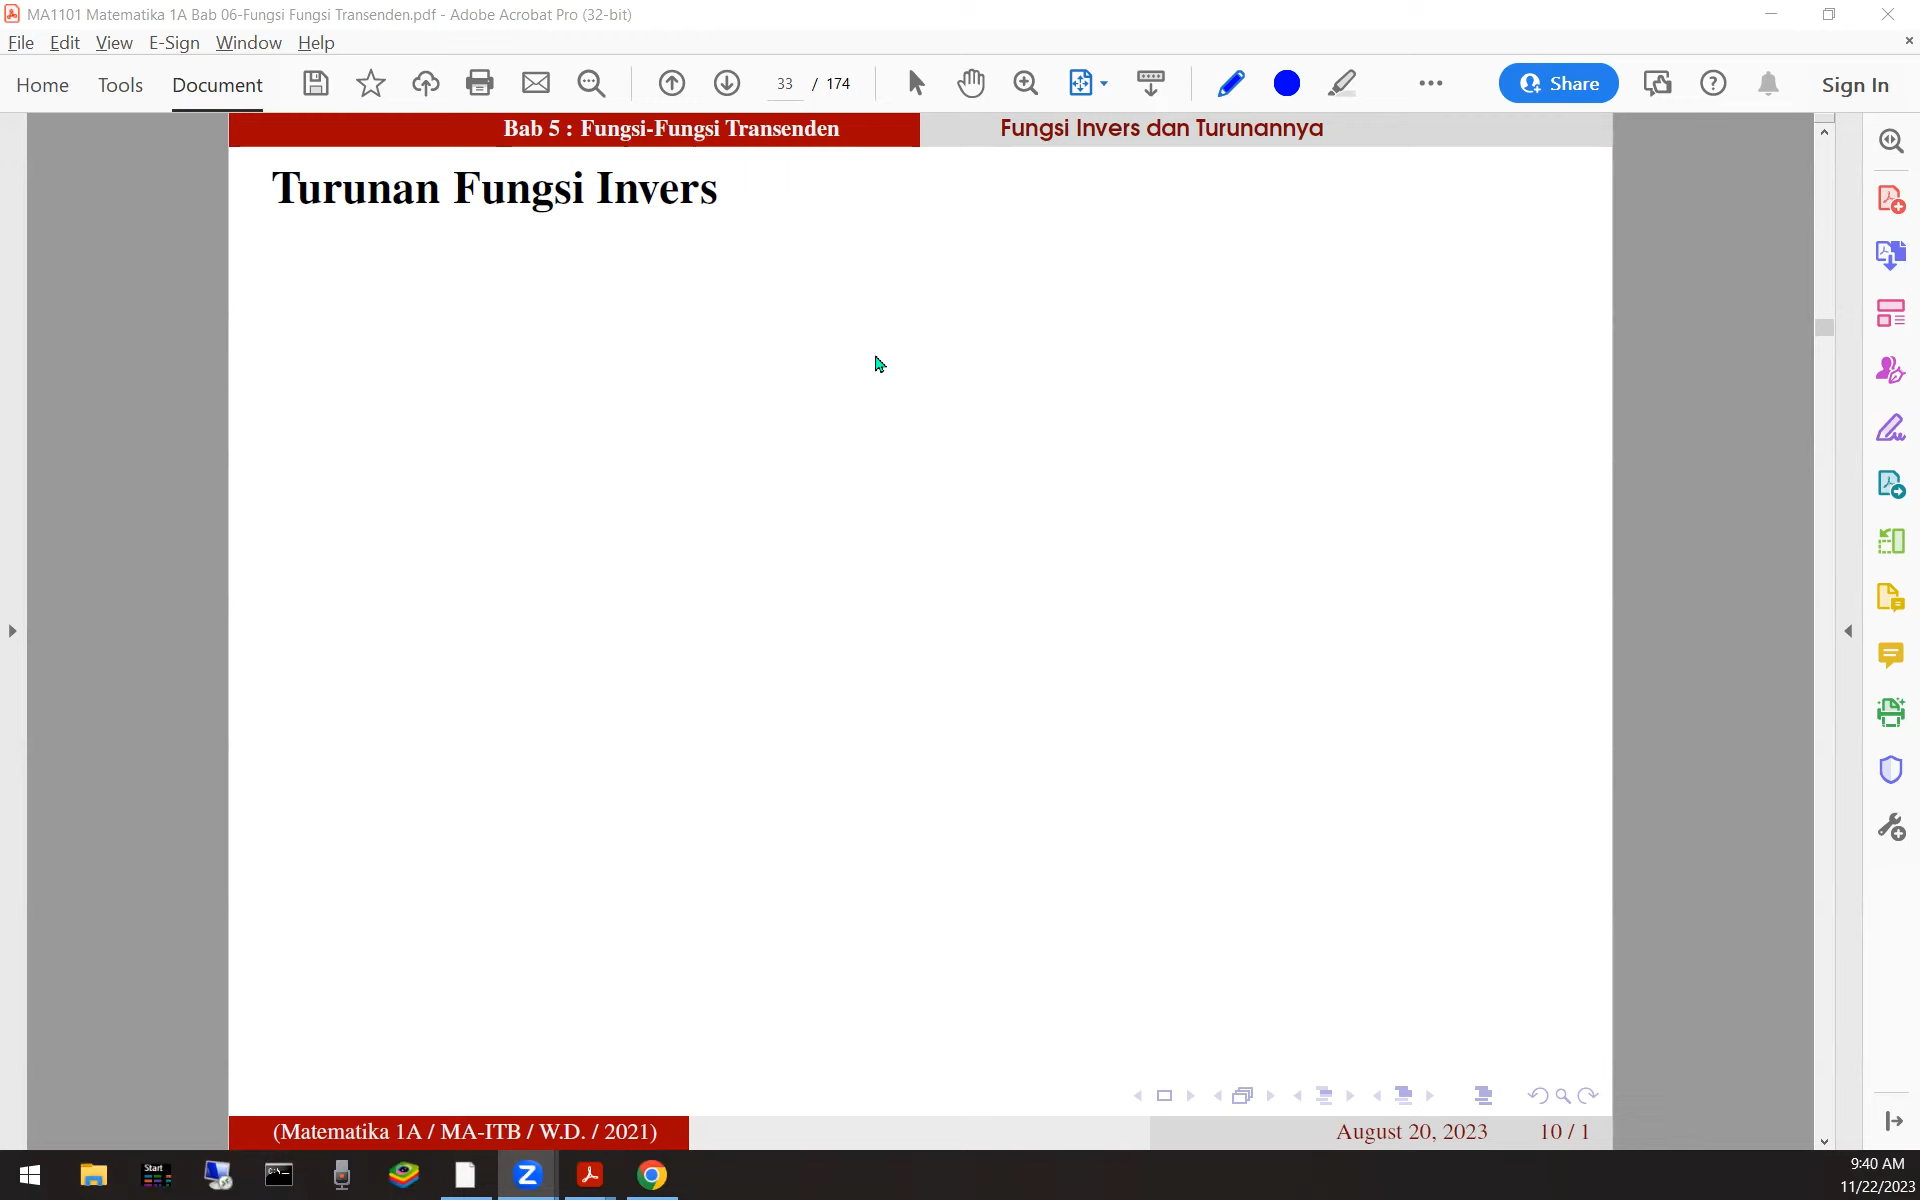 MA1101 Matematika 1A Bab 06-Fungsi Fungsi Transenden.pdf - Adobe Acrobat Pro (32-bit)
File Edit View E-Sign Window Help
Home Tools Document 33 / 174 Share Sign In
Bab 5 : Fungsi-Fungsi Transenden Fungsi Invers dan Turunannya
Turunan Fungsi Invers
(Matematika 1A / MA-ITB / W.D. / 2021) August 20, 2023 10 / 1
Start
C:\
9:40 AM
11/22/2023